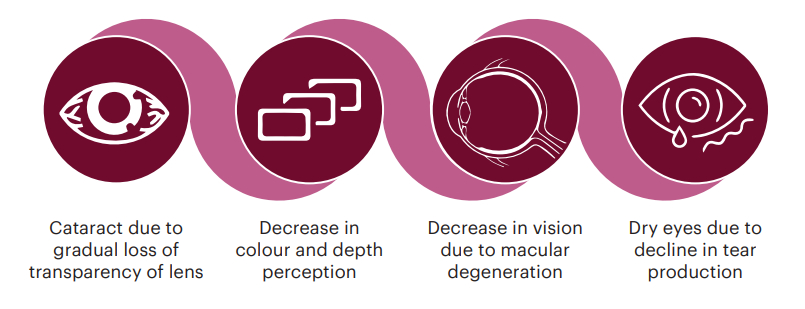 Cataract due to
gradual loss of
transparency of lens
Decrease in
colour and depth
perception
Decrease in vision
due to macular
degeneration
Dry eyes due to
decline in tear
production